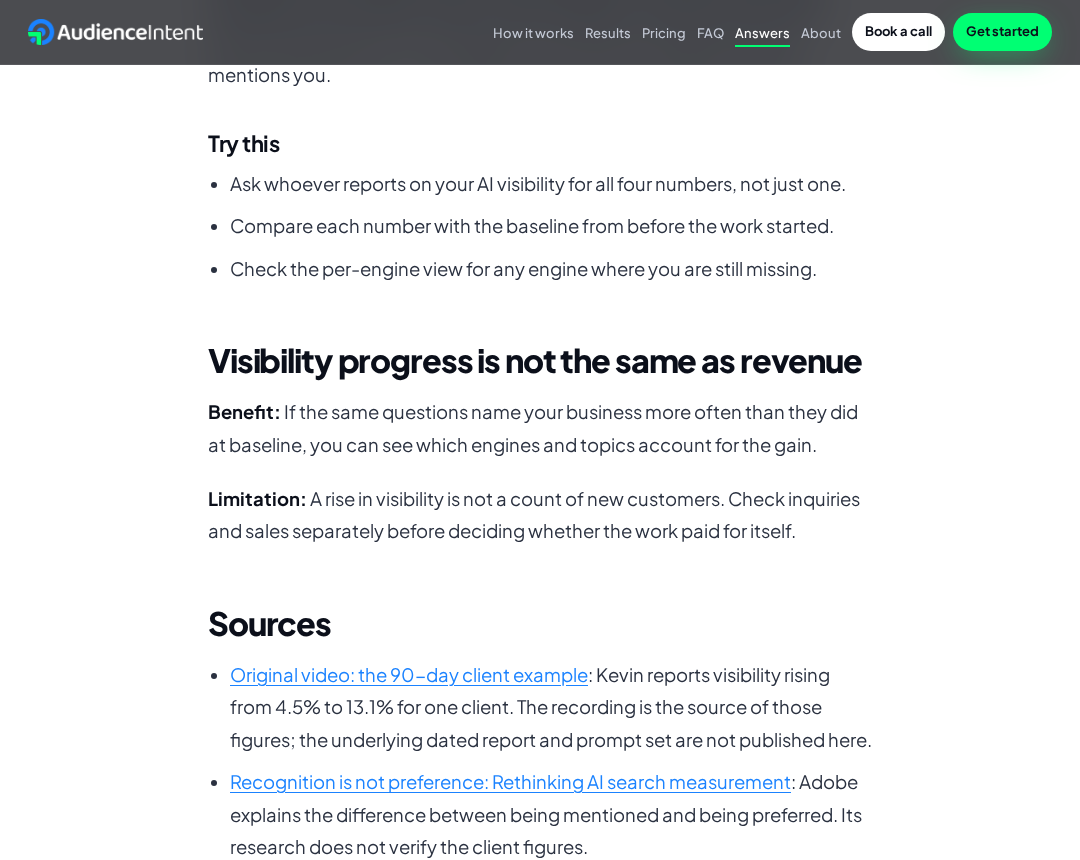 AudienceIntent
How it works
Results
Pricing
FAQ
Answers
About
Book a call
Get started
mentions you.
Try this
• Ask whoever reports on your AI visibility for all four numbers, not just one.
• Compare each number with the baseline from before the work started.
• Check the per-engine view for any engine where you are still missing.
Visibility progress is not the same as revenue
Benefit: If the same questions name your business more often than they did
at baseline, you can see which engines and topics account for the gain.
Limitation: A rise in visibility is not a count of new customers. Check inquiries
and sales separately before deciding whether the work paid for itself.
Sources
• Original video: the 90-day client example: Kevin reports visibility rising
from 4.5% to 13.1% for one client. The recording is the source of those
figures; the underlying dated report and prompt set are not published here.
• Recognition is not preference: Rethinking AI search measurement: Adobe
explains the difference between being mentioned and being preferred. Its
research does not verify the client figures.